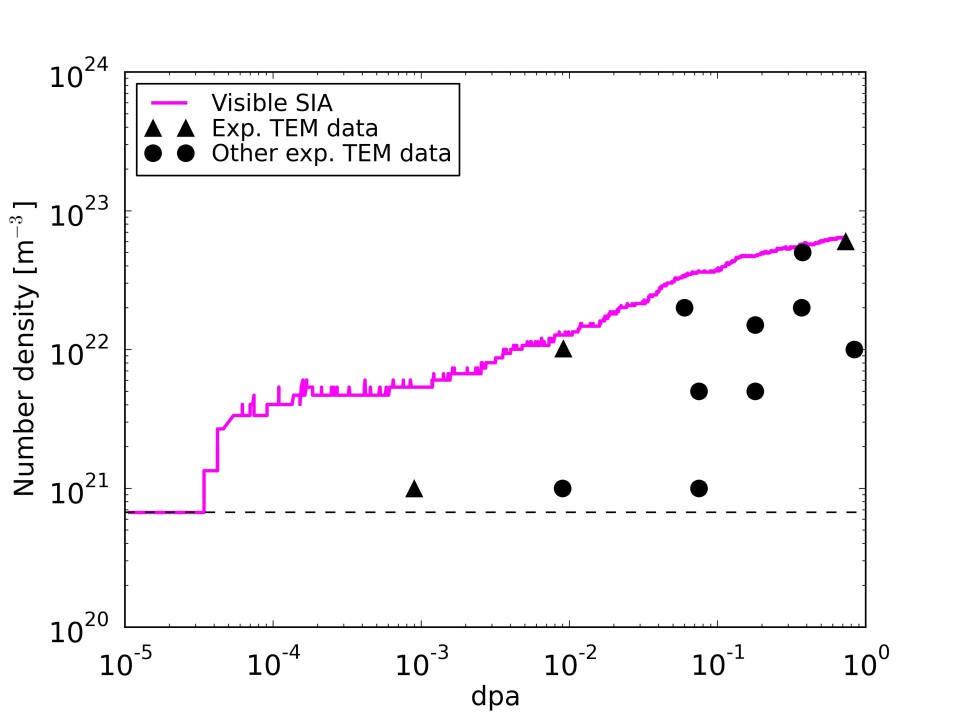 10^24
10^23
10^22
10^21
10^20
Number density [m^−3]
Visible SIA
Exp. TEM data
Other exp. TEM data
10^-5 10^-4 10^-3 10^-2 10^-1 10^0
dpa